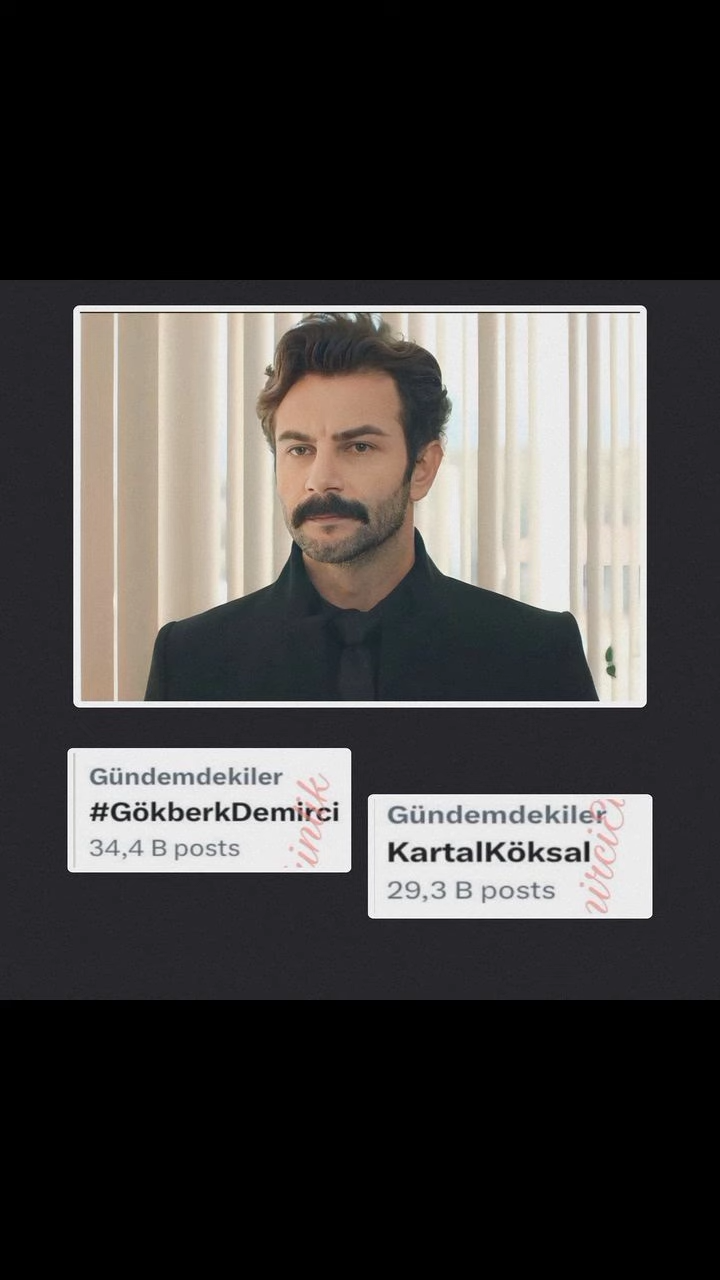 Gündemdekiler
#GökberkDemirci
34,4 B posts
Gündemdekiler
KartalKöksal
29,3 B posts